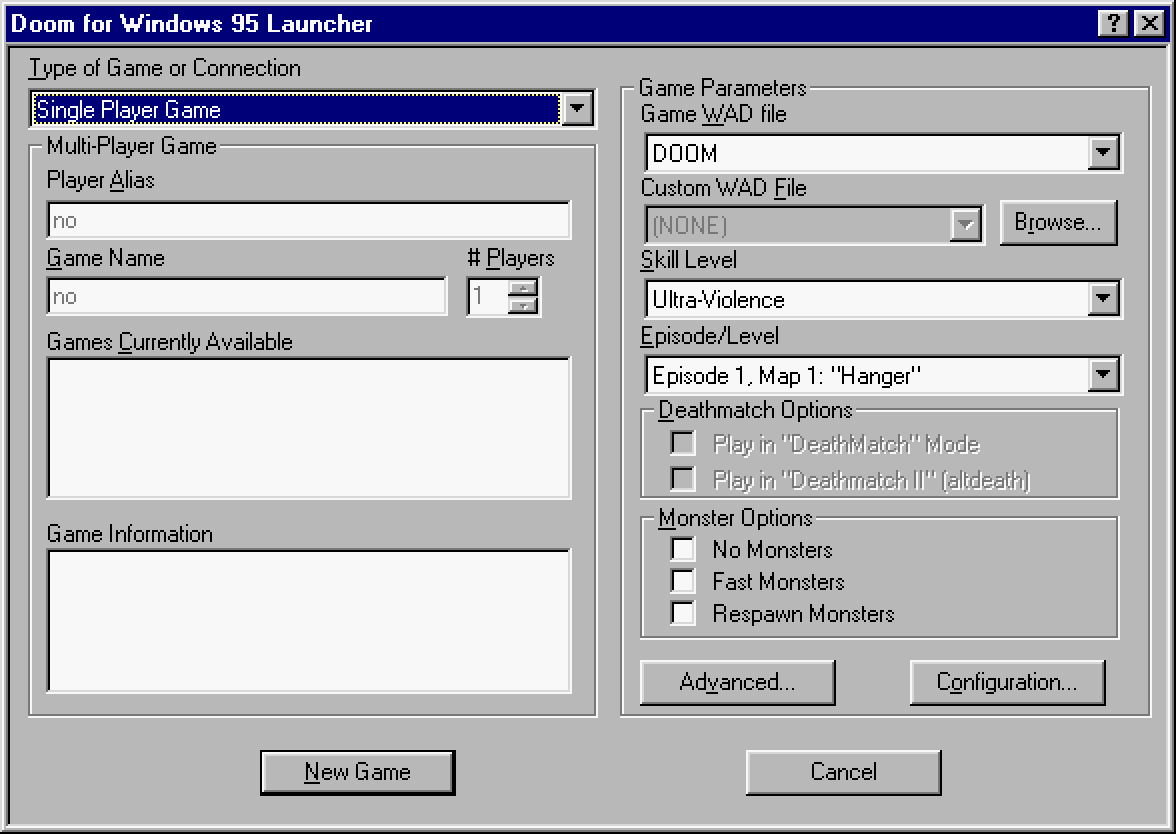 Doom for Windows 95 Launcher
Type of Game or Connection
Single Player Game
Multi-Player Game
Player Alias
no
Game Name
# Players
no
1
Games Currently Available
Game Information
Game Parameters
Game WAD file
DOOM
Custom WAD File
(NONE)
Browse...
Skill Level
Ultra-Violence
Episode/Level
Episode 1, Map 1: "Hanger"
Deathmatch Options
Play in "DeathMatch" Mode
Play in "Deathmatch II" (altdeath)
Monster Options
No Monsters
Fast Monsters
Respawn Monsters
Advanced...
Configuration...
New Game
Cancel